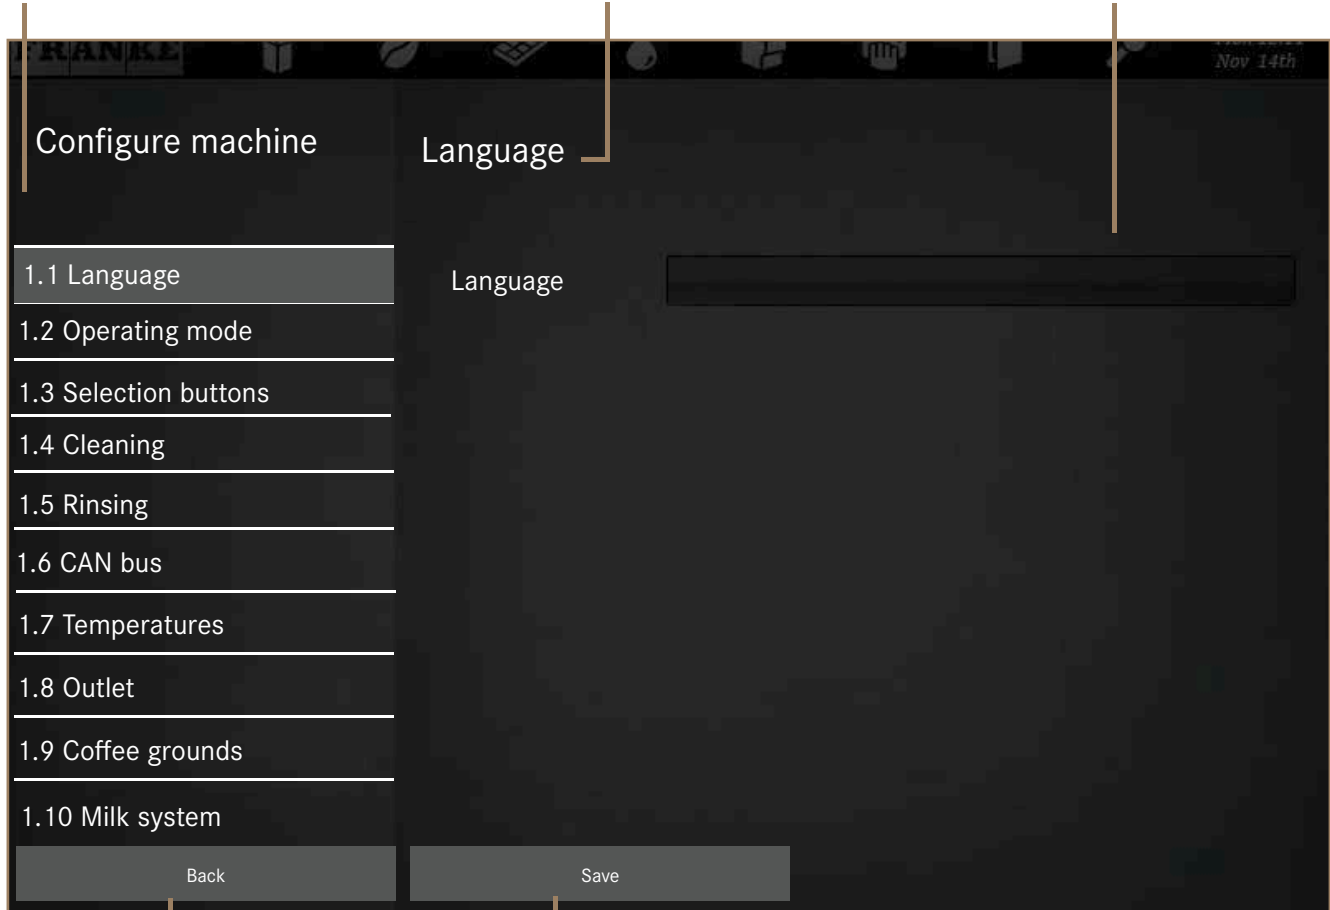 FRANKE
Nov 14th
Configure machine
Language
1.1 Language
Language
1.2 Operating mode
1.3 Selection buttons
1.4 Cleaning
1.5 Rinsing
1.6 CAN bus
1.7 Temperatures
1.8 Outlet
1.9 Coffee grounds
1.10 Milk system
Back
Save